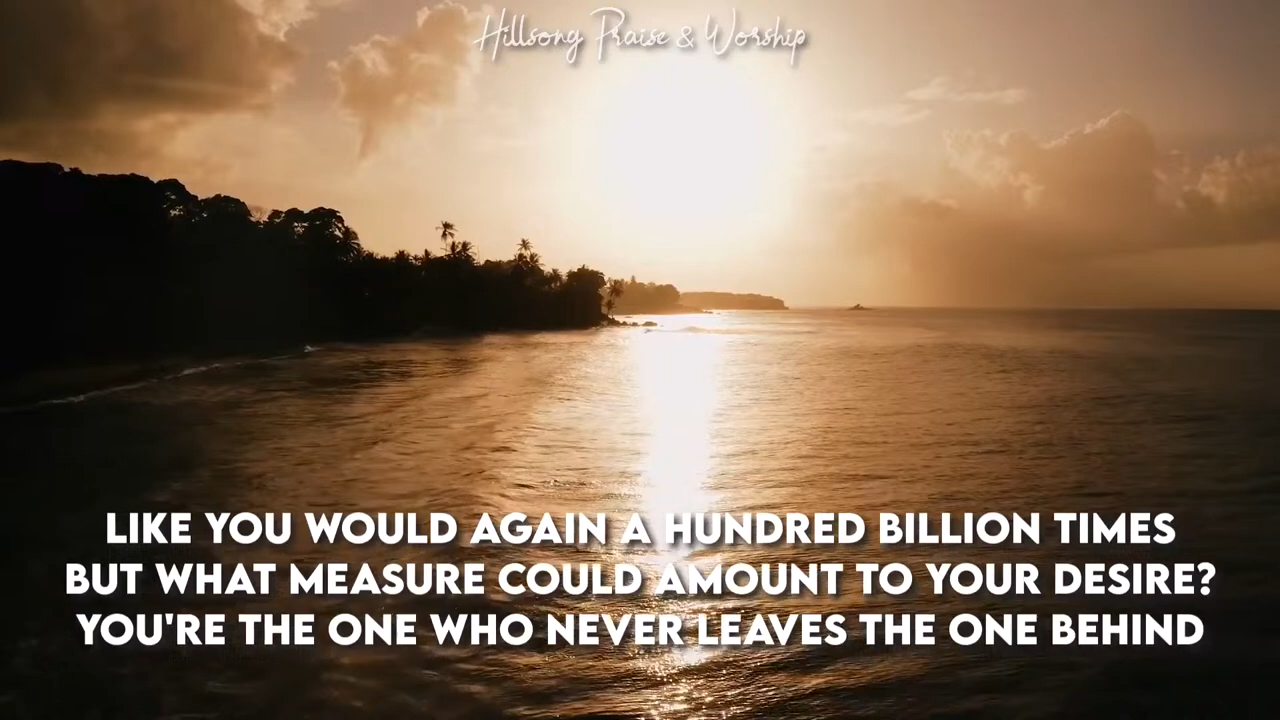 Hillsong Praise & Worship
LIKE YOU WOULD AGAIN A HUNDRED BILLION TIMES
BUT WHAT MEASURE COULD AMOUNT TO YOUR DESIRE?
YOU'RE THE ONE WHO NEVER LEAVES THE ONE BEHIND